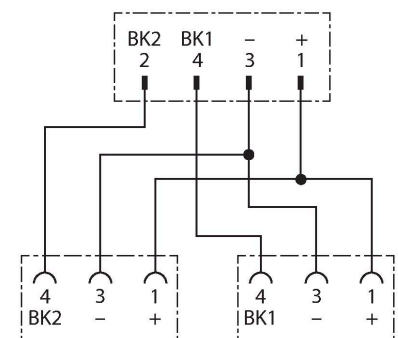 BK2 BK1 – +
2 4 3 1
4 3 1 4 3 1
BK2 – + BK1 – +